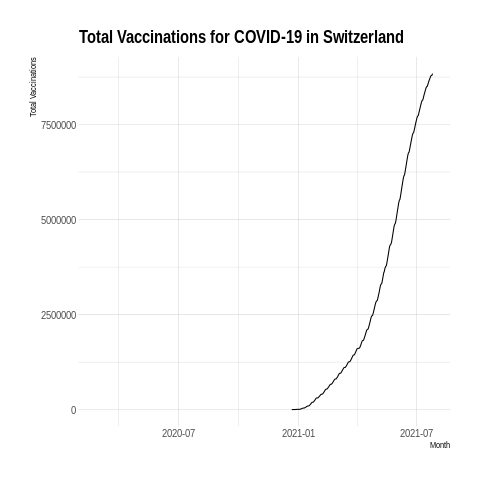 Total Vaccinations for COVID-19 in Switzerland
Total Vaccinations
7500000
5000000
2500000
0
2020-07 2021-01 2021-07
Month